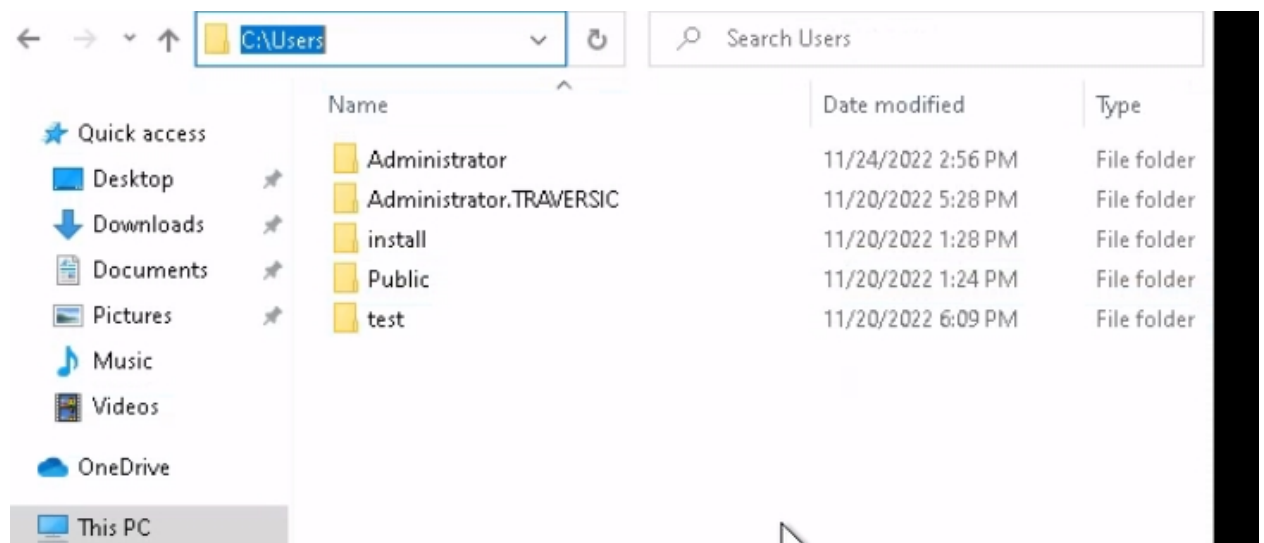 C:\Users
Search Users
Name Date modified Type
Quick access
Desktop
Downloads
Documents
Pictures
Music
Videos
OneDrive
This PC
Administrator 11/24/2022 2:56 PM File folder
Administrator.TRAVERSIC 11/20/2022 5:28 PM File folder
install 11/20/2022 1:28 PM File folder
Public 11/20/2022 1:24 PM File folder
test 11/20/2022 6:09 PM File folder